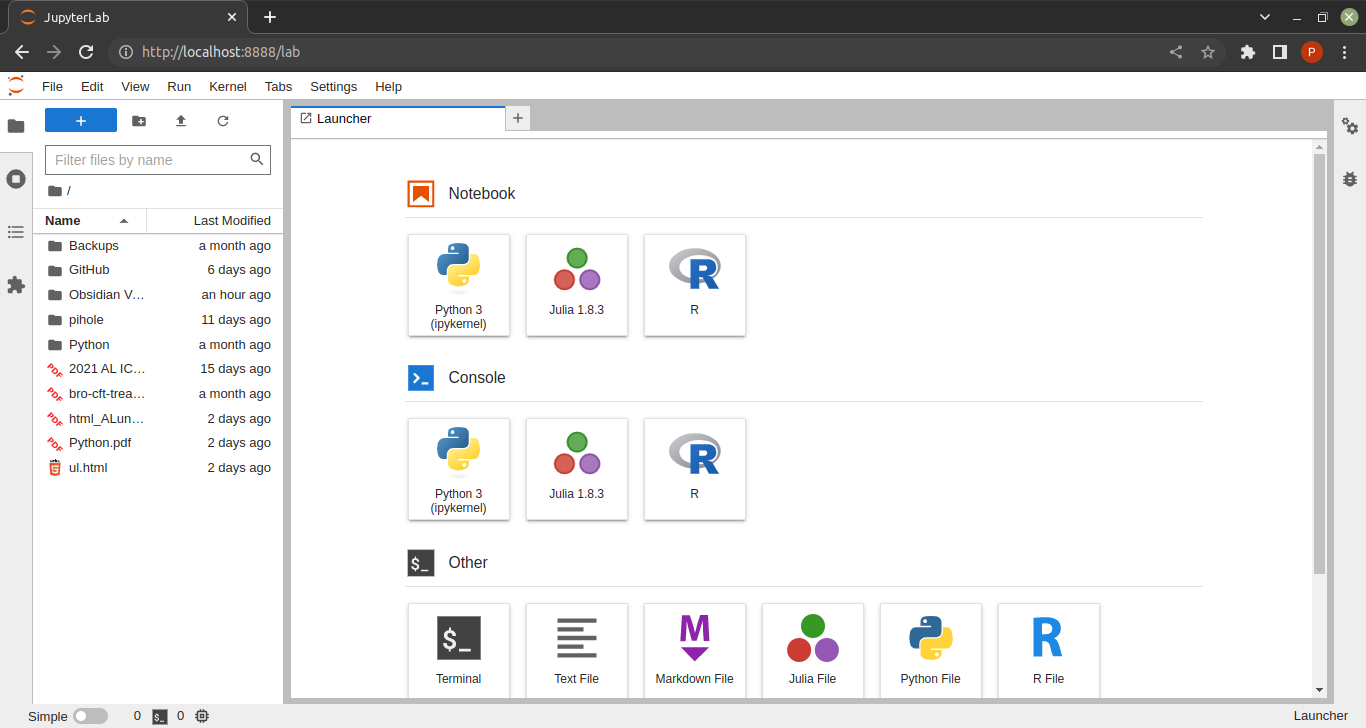 JupyterLab
http://localhost:8888/lab
P
File Edit View Run Kernel Tabs Settings Help
Launcher
Filter files by name
/
Name Last Modified
Backups a month ago
GitHub 6 days ago
Obsidian V... an hour ago
pihole 11 days ago
Python a month ago
2021 AL IC... 15 days ago
bro-cft-trea... a month ago
html_ALun... 2 days ago
Python.pdf 2 days ago
ul.html 2 days ago
Notebook
Python 3
(ipykernel)
Julia 1.8.3
R
Console
Python 3
(ipykernel)
Julia 1.8.3
R
$_ Other
$_
Terminal
Text File
M
Markdown File
Julia File
Python File
R
R File
Simple 0 $_ 0 Launcher